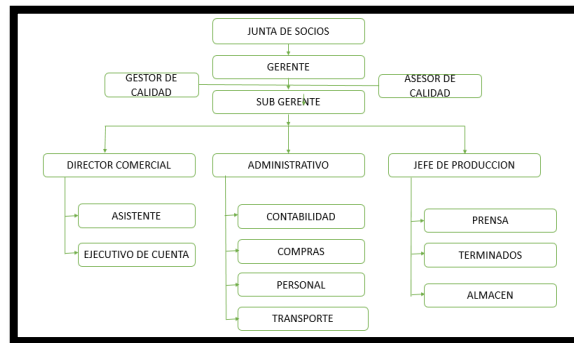 JUNTA DE SOCIOS
GERENTE
GESTOR DE
CALIDAD
ASESOR DE
CALIDAD
SUB GERENTE
DIRECTOR COMERCIAL
ADMINISTRATIVO
JEFE DE PRODUCCION
ASISTENTE
CONTABILIDAD
PRENSA
EJECUTIVO DE CUENTA
COMPRAS
TERMINADOS
PERSONAL
ALMACEN
TRANSPORTE